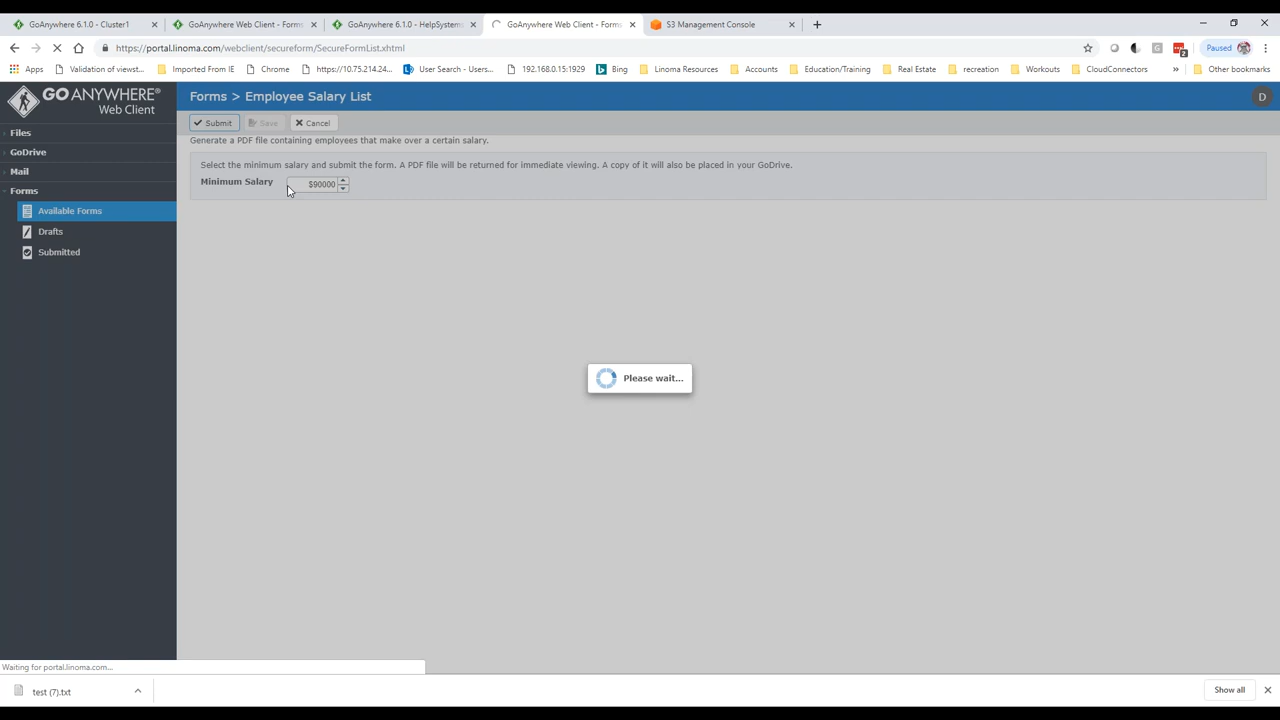 GoAnywhere 6.1.0 - Cluster1
GoAnywhere Web Client - Forms
GoAnywhere 6.1.0 - HelpSystems
GoAnywhere Web Client - Forms
S3 Management Console
https://portal.linoma.com/webclient/secureform/SecureFormList.xhtml
2
Paused
Apps
Validation of viewst...
Imported From IE
Chrome
https://10.75.214.24...
User Search - Users...
192.168.0.15:1929
Bing
Linoma Resources
Accounts
Education/Training
Real Estate
recreation
Workouts
CloudConnectors
»
Other bookmarks
GO ANYWHERE®
Web Client
Forms > Employee Salary List
D
Submit
Save
Cancel
Files
GoDrive
Mail
Forms
Available Forms
Drafts
Submitted
Generate a PDF file containing employees that make over a certain salary.
Select the minimum salary and submit the form. A PDF file will be returned for immediate viewing. A copy of it will also be placed in your GoDrive.
Minimum Salary
$90000
Please wait...
Waiting for portal.linoma.com...
test (7).txt
Show all